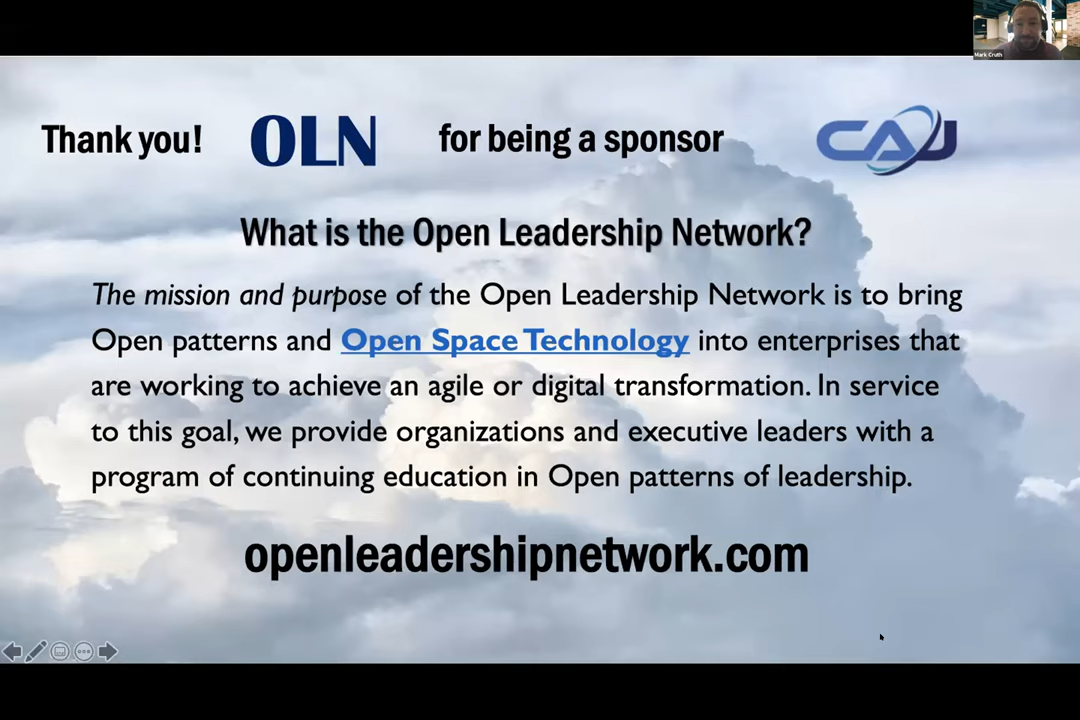 Mark Cruth
Thank you! OLN for being a sponsor CAJ
What is the Open Leadership Network?
The mission and purpose of the Open Leadership Network is to bring
Open patterns and Open Space Technology into enterprises that
are working to achieve an agile or digital transformation. In service
to this goal, we provide organizations and executive leaders with a
program of continuing education in Open patterns of leadership.
openleadershipnetwork.com